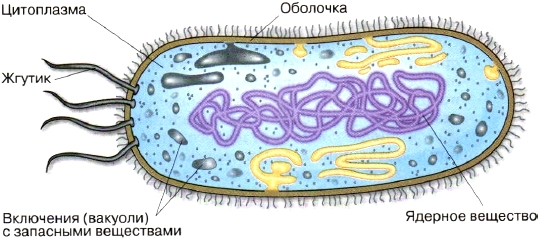 Цитоплазма
Оболочка
Жгутик
Включения (вакуоли)
с запасными веществами
Ядерное вещество